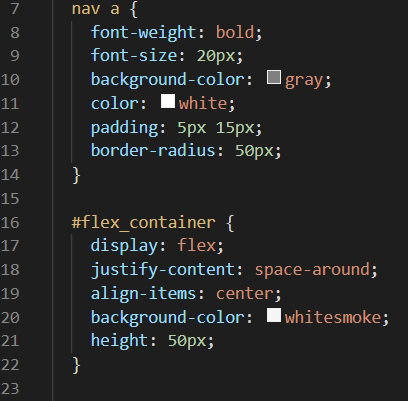 7 nav a {
8 font-weight: bold;
9 font-size: 20px;
10 background-color: gray;
11 color: white;
12 padding: 5px 15px;
13 border-radius: 50px;
14 }
15
16 #flex_container {
17 display: flex;
18 justify-content: space-around;
19 align-items: center;
20 background-color: whitesmoke;
21 height: 50px;
22 }
23